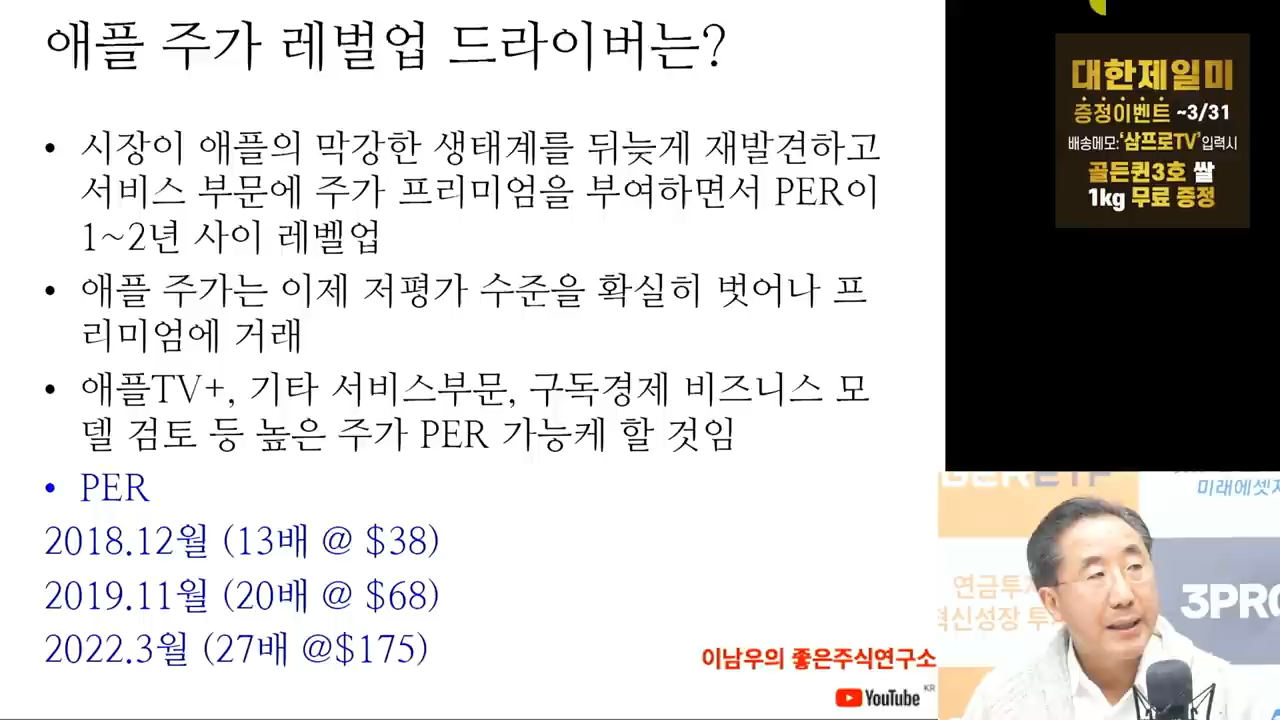 애플 주가 레벌업 드라이버는?
• 시장이 애플의 막강한 생태계를 뒤늦게 재발견하고
서비스 부문에 주가 프리미엄을 부여하면서 PER이
1~2년 사이 레벨업
• 애플 주가는 이제 저평가 수준을 확실히 벗어나 프
리미엄에 거래
• 애플TV+, 기타 서비스부문, 구독경제 비즈니스 모
델 검토 등 높은 주가 PER 가능케 할 것임
• PER
2018.12월 (13배 @ $38)
2019.11월 (20배 @ $68)
2022.3월 (27배 @$175)
이남우의 좋은주식연구소
YouTube KR
대한제일미
증정이벤트 ~3/31
배송메모:'삼프로TV'입력시
골든퀸3호 쌀
1kg 무료 증정
미래에셋자
연금투자
혁신성장 투
3PRO